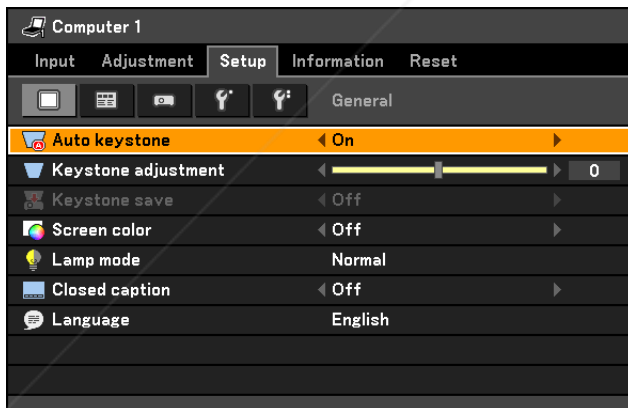 Computer 1
Input Adjustment Setup Information Reset
General
Auto keystone On
Keystone adjustment 0
Keystone save Off
Screen color Off
Lamp mode Normal
Closed caption Off
Language English